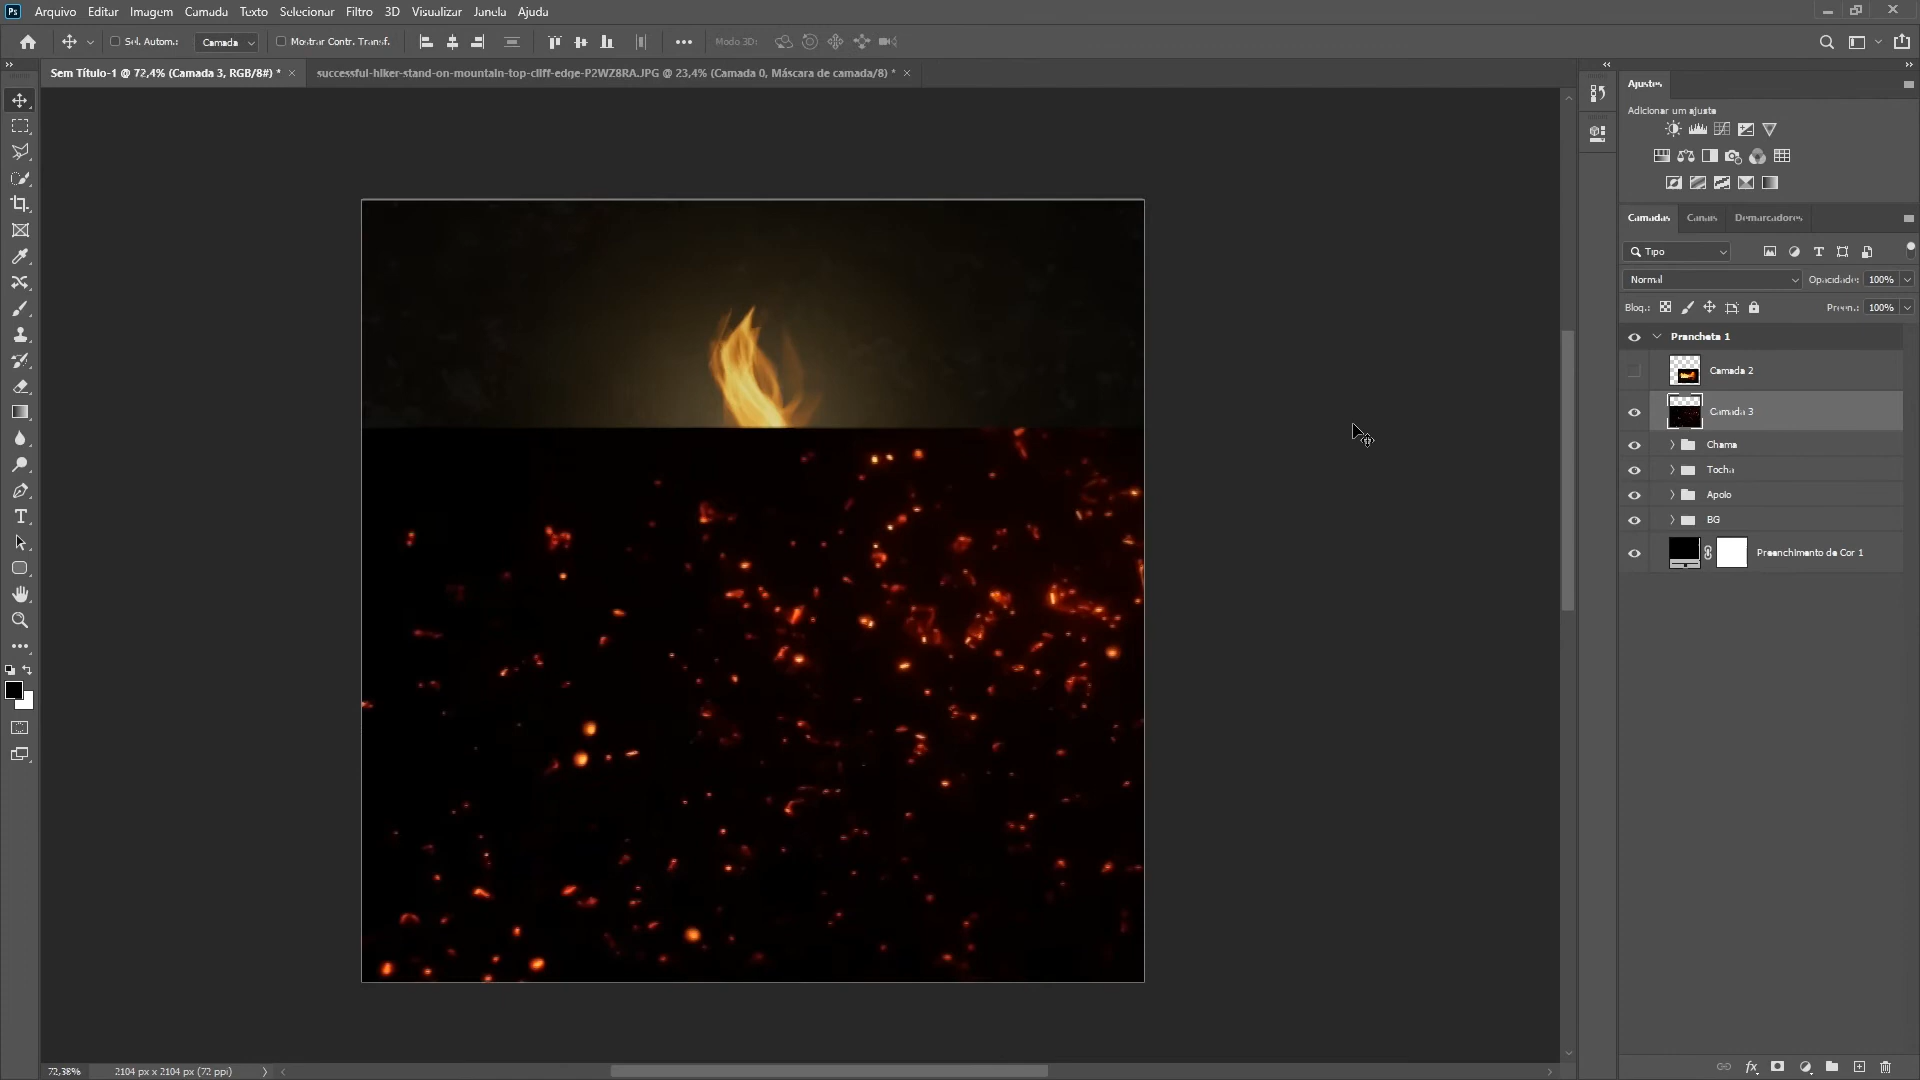 Ps Arquivo Editar Imagem Camada Texto Selecionar Filtro 3D Visualizar Janela Ajuda
Sel. Autom.: Camada Mostrar Contr. Transf. Modo 3D:
Sem Título-1 @ 72,4% (Camada 3, RGB/8#) * successful-hiker-stand-on-mountain-top-cliff-edge-P2WZ8RA.JPG @ 23,4% (Camada 0, Máscara de camada/8) *
Ajustes
Adicionar um ajuste
Camadas Canais Demarcadores
Tipo
Normal Opacidade: 100%
Bloq.: Preen.: 100%
Prancheta 1
Camada 2
Camada 3
Chama
Tocha
Apoio
BG
Preenchimento de Cor 1
72,38% 2104 px x 2104 px (72 ppi)